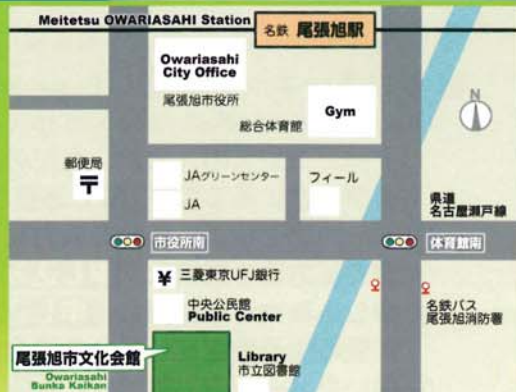 Meitetsu OWARIASAHI Station
名鉄 尾張旭駅
Owariasahi
City Office
尾張旭市役所
Gym
総合体育館
N
郵便局
〒
JAグリーンセンター
JA
フィール
県道
名古屋瀬戸線
市役所南
体育館南
¥ 三菱東京UFJ銀行
中央公民館
Public Center
名鉄バス
尾張旭消防署
尾張旭市文化会館
Owariasahi
Bunka Kaikan
Library
市立図書館